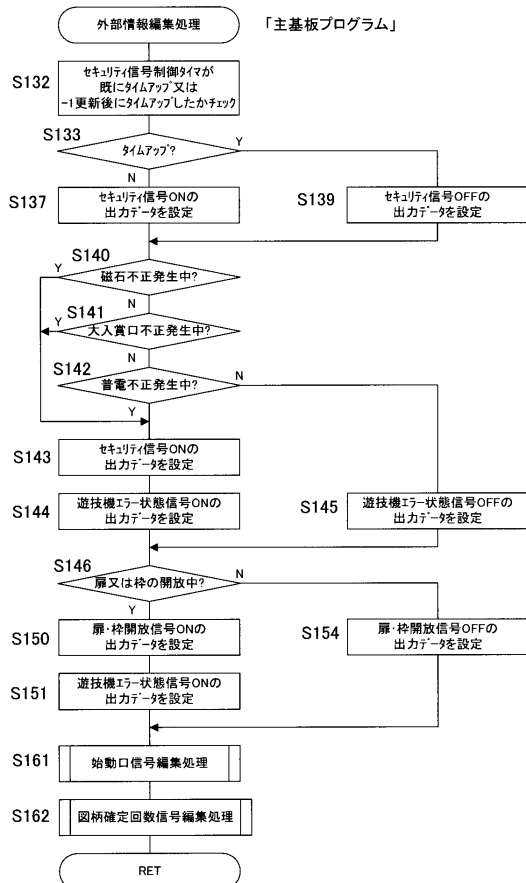 外部情報編集処理
「主基板プログラム」
S132
セキュリティ信号制御タイマが
既にタイムアップ又は
-1更新後にタイムアップしたかチェック
S133
タイムアップ?
Y
N
S137
セキュリティ信号ONの
出力データを設定
S139
セキュリティ信号OFFの
出力データを設定
S140
Y
磁石不正発生中?
N
S141
Y
大入賞口不正発生中?
N
S142
普電不正発生中?
N
Y
S143
セキュリティ信号ONの
出力データを設定
S144
遊技機エラー状態信号ONの
出力データを設定
S145
遊技機エラー状態信号OFFの
出力データを設定
S146
扉又は枠の開放中?
N
Y
S150
扉・枠開放信号ONの
出力データを設定
S154
扉・枠開放信号OFFの
出力データを設定
S151
遊技機エラー状態信号ONの
出力データを設定
S161
始動口信号編集処理
S162
図柄確定回数信号編集処理
RET